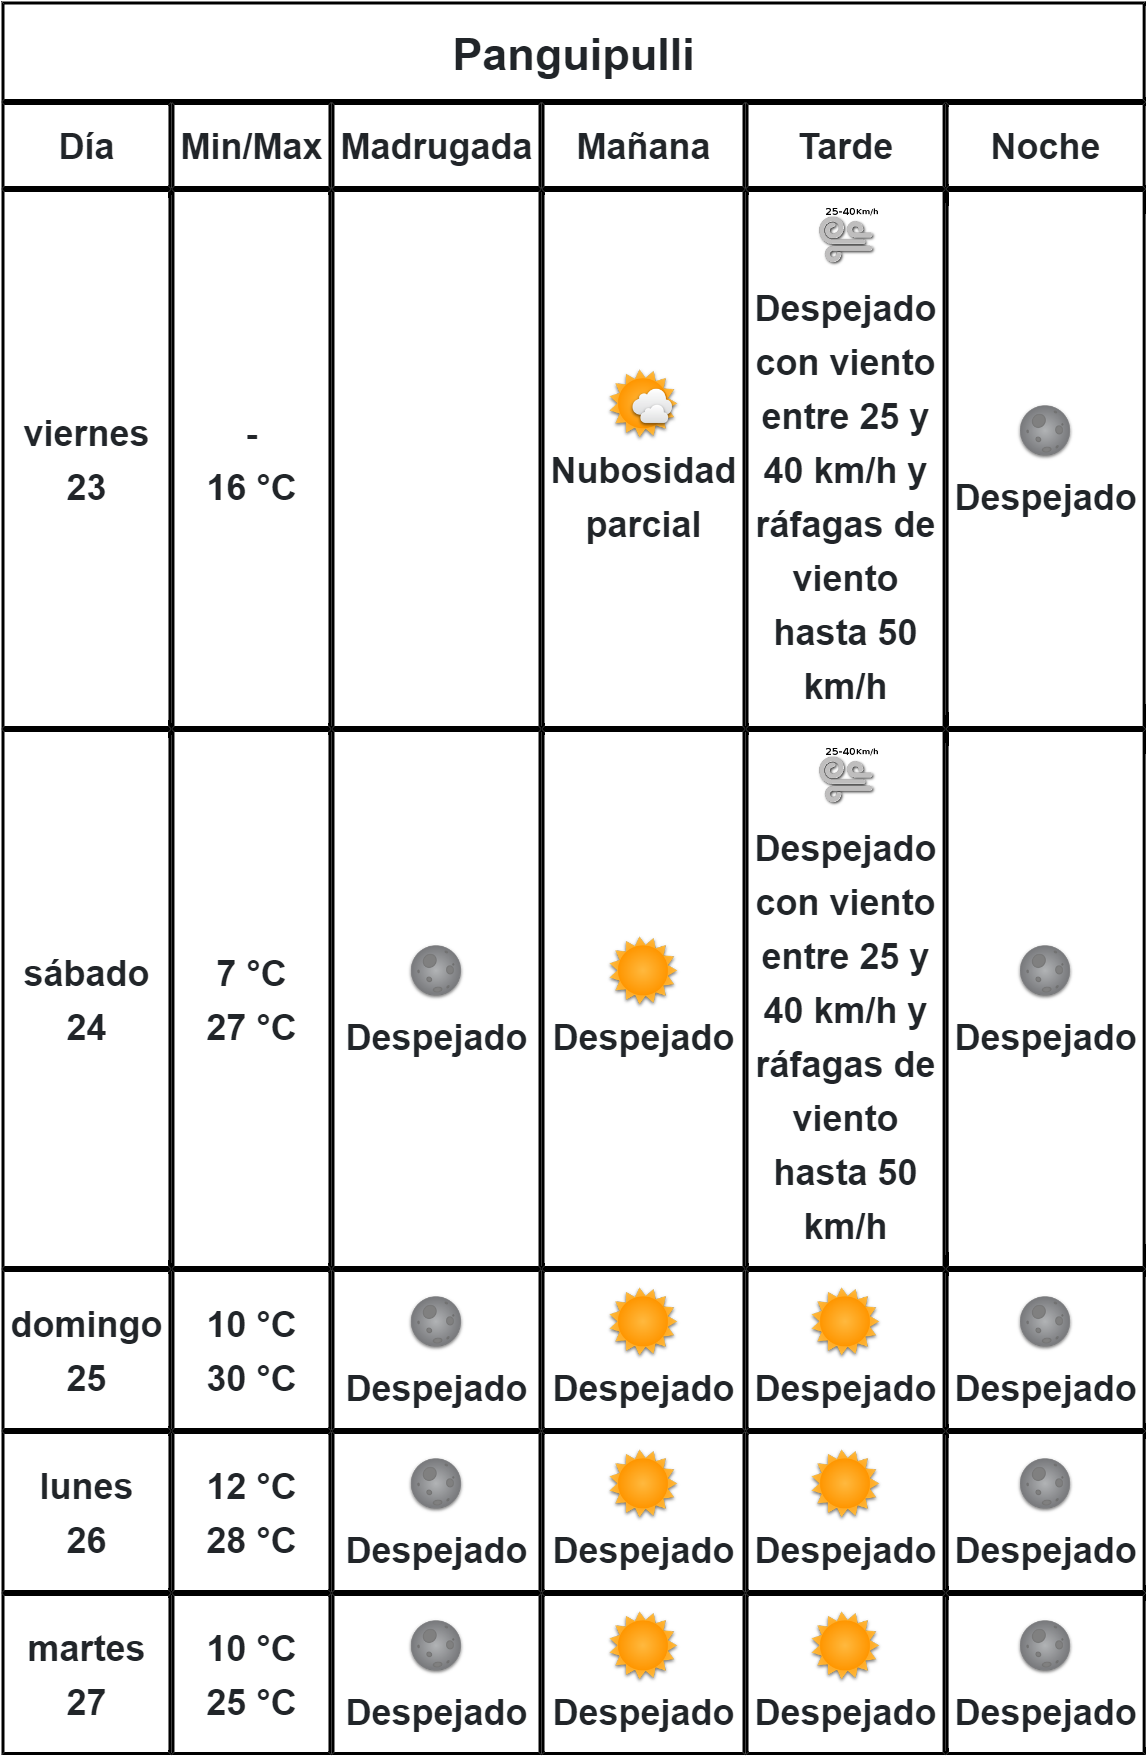 Panguipulli
Día Min/Max Madrugada Mañana Tarde Noche
viernes
23
-
16 °C
Nubosidad
parcial
25-40Km/h
Despejado
con viento
entre 25 y
40 km/h y
ráfagas de
viento
hasta 50
km/h
Despejado
sábado
24
7 °C
27 °C
Despejado
Despejado
25-40Km/h
Despejado
con viento
entre 25 y
40 km/h y
ráfagas de
viento
hasta 50
km/h
Despejado
domingo
25
10 °C
30 °C
Despejado
Despejado
Despejado
Despejado
lunes
26
12 °C
28 °C
Despejado
Despejado
Despejado
Despejado
martes
27
10 °C
25 °C
Despejado
Despejado
Despejado
Despejado